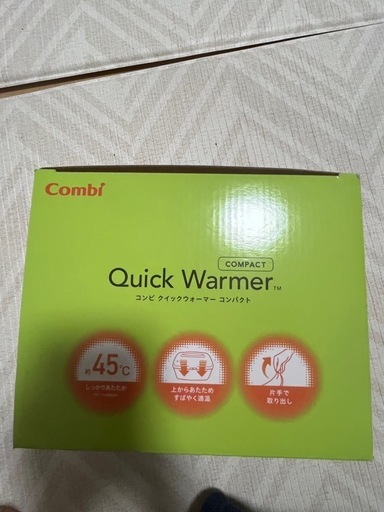 Combi
COMPACT
Quick Warmer TM
コンビ クイックウォーマー コンパクト
約45℃
しっかりあたたか
上からあたため
すばやく適温
片手で
取り出し